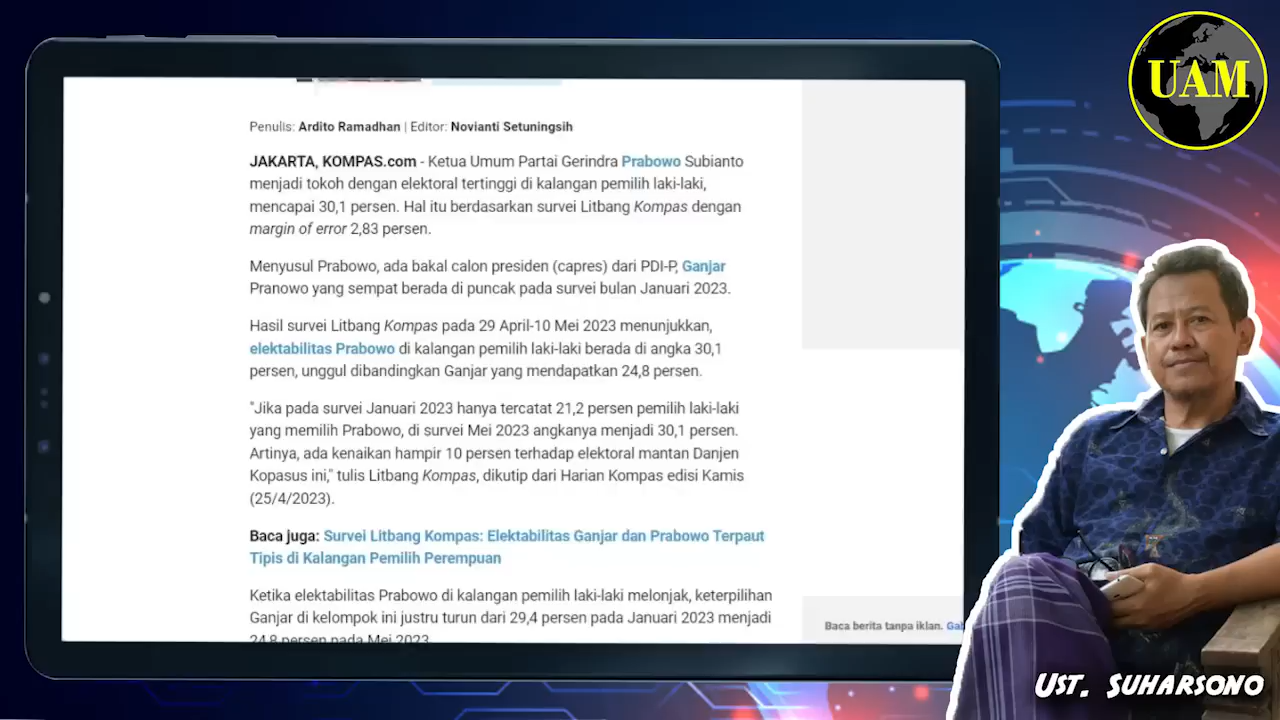 UAM
Penulis: Ardito Ramadhan | Editor: Novianti Setuningsih
JAKARTA, KOMPAS.com - Ketua Umum Partai Gerindra Prabowo Subianto
menjadi tokoh dengan elektoral tertinggi di kalangan pemilih laki-laki,
mencapai 30,1 persen. Hal itu berdasarkan survei Litbang Kompas dengan
margin of error 2,83 persen.
Menyusul Prabowo, ada bakal calon presiden (capres) dari PDI-P, Ganjar
Pranowo yang sempat berada di puncak pada survei bulan Januari 2023.
Hasil survei Litbang Kompas pada 29 April-10 Mei 2023 menunjukkan,
elektabilitas Prabowo di kalangan pemilih laki-laki berada di angka 30,1
persen, unggul dibandingkan Ganjar yang mendapatkan 24,8 persen.
"Jika pada survei Januari 2023 hanya tercatat 21,2 persen pemilih laki-laki
yang memilih Prabowo, di survei Mei 2023 angkanya menjadi 30,1 persen.
Artinya, ada kenaikan hampir 10 persen terhadap elektoral mantan Danjen
Kopasus ini," tulis Litbang Kompas, dikutip dari Harian Kompas edisi Kamis
(25/4/2023).
Baca juga: Survei Litbang Kompas: Elektabilitas Ganjar dan Prabowo Terpaut
Tipis di Kalangan Pemilih Perempuan
Ketika elektabilitas Prabowo di kalangan pemilih laki-laki melonjak, keterpilihan
Ganjar di kelompok ini justru turun dari 29,4 persen pada Januari 2023 menjadi
24,8 persen pada Mei 2023.
Baca berita tanpa iklan.
Ust. Suharsono